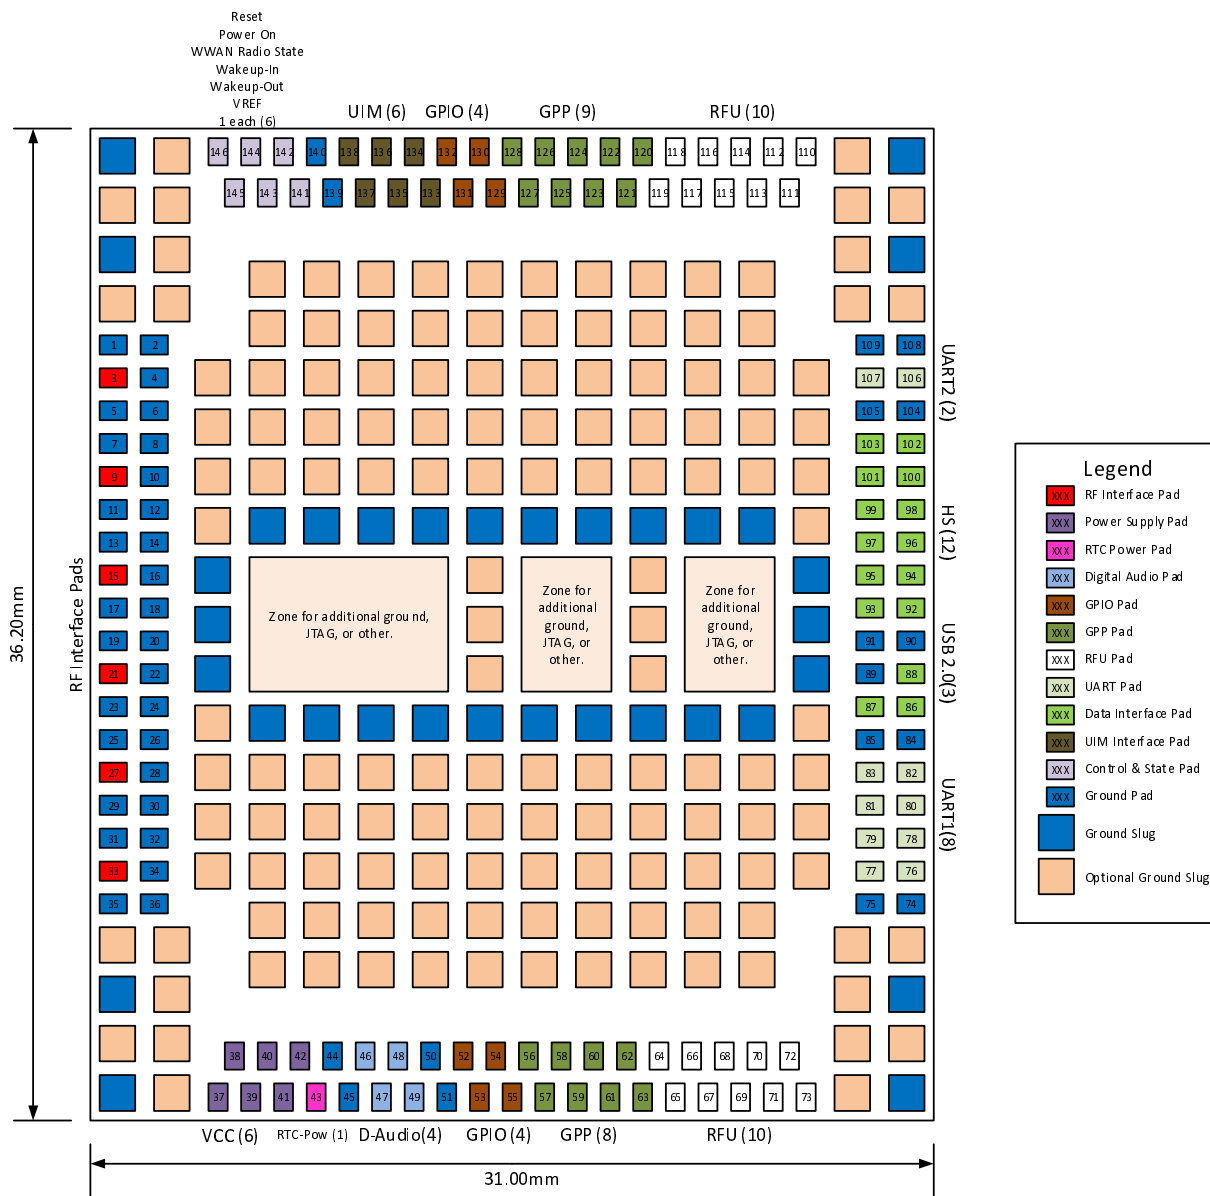 Reset
Power On
WWAN Radio State
Wakeup-In
Wakeup-Out
VREF
1 each (6)
UIM (6) GPIO (4) GPP (9) RFU (10)
146 144 142 140 138 136 134 132 130 128 126 124 122 120 118 116 114 112 110
145 143 141 139 137 135 133 131 129 127 125 123 121 119 117 115 113 111
36.20mm
RF Interface Pads
1 2 109 108
3 4 107 106
5 6 105 104
7 8 103 102
9 10 101 100
11 12 99 98
13 14 97 96
15 16 95 94
17 18 93 92
19 20 91 90
21 22 89 88
23 24 87 86
25 26 85 84
27 28 83 82
29 30 81 80
31 32 79 78
33 34 77 76
35 36 75 74
UART2 (2)
HS (12)
USB 2.0(3)
UART1(8)
Zone for additional ground,
JTAG, or other.
Zone for
additional
ground,
JTAG, or
other.
Zone for
additional
ground,
JTAG, or
other.
38 40 42 44 46 48 50 52 54 56 58 60 62 64 66 68 70 72
37 39 41 43 45 47 49 51 53 55 57 59 61 63 65 67 69 71 73
VCC (6) RTC-Pow (1) D-Audio(4) GPIO (4) GPP (8) RFU (10)
31.00mm
Legend
XXX RF Interface Pad
XXX Power Supply Pad
XXX RTC Power Pad
XXX Digital Audio Pad
XXX GPIO Pad
XXX GPP Pad
XXX RFU Pad
XXX UART Pad
XXX Data Interface Pad
XXX UIM Interface Pad
XXX Control & State Pad
XXX Ground Pad
Ground Slug
Optional Ground Slug